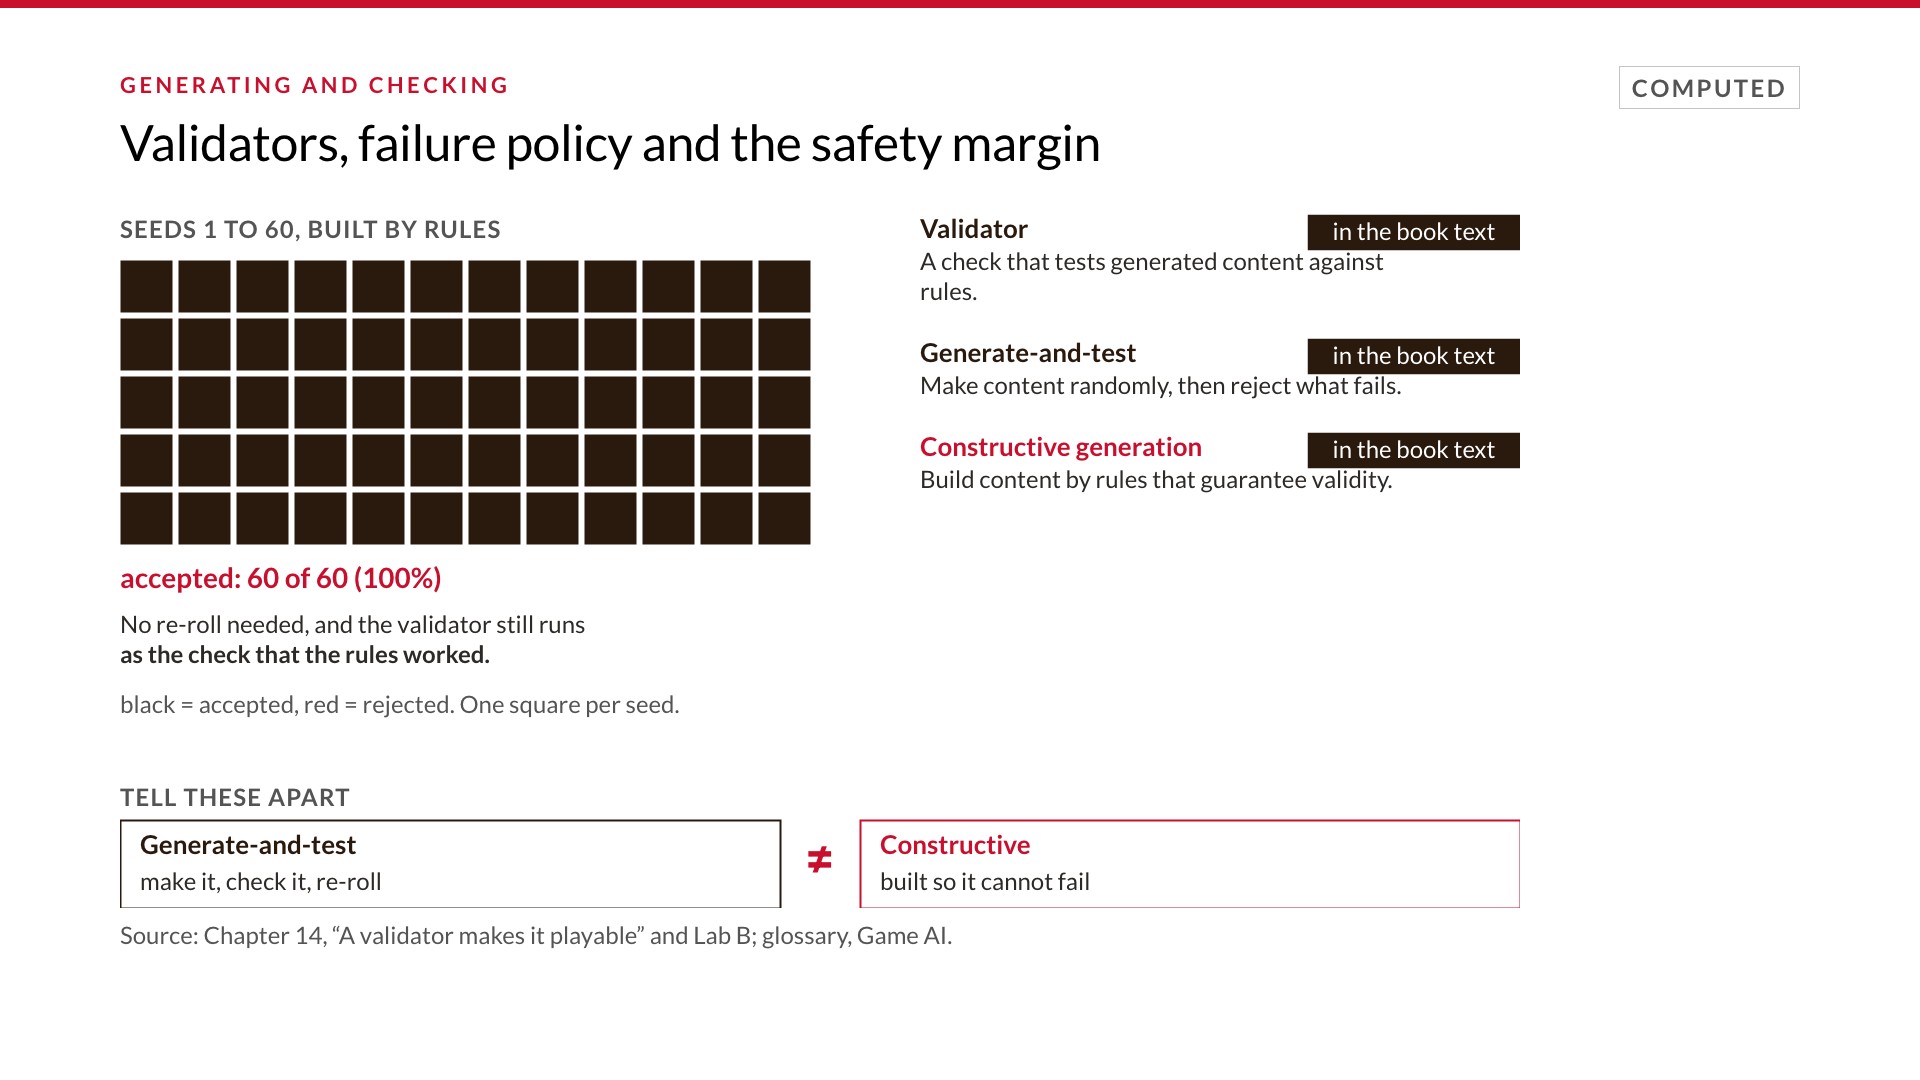 GENERATING AND CHECKING
COMPUTED
Validators, failure policy and the safety margin
SEEDS 1 TO 60, BUILT BY RULES
accepted: 60 of 60 (100%)
No re-roll needed, and the validator still runs
as the check that the rules worked.
black = accepted, red = rejected. One square per seed.
Validator
in the book text
A check that tests generated content against
rules.
Generate-and-test
in the book text
Make content randomly, then reject what fails.
Constructive generation
in the book text
Build content by rules that guarantee validity.
TELL THESE APART
Generate-and-test
make it, check it, re-roll
≠
Constructive
built so it cannot fail
Source: Chapter 14, “A validator makes it playable” and Lab B; glossary, Game AI.